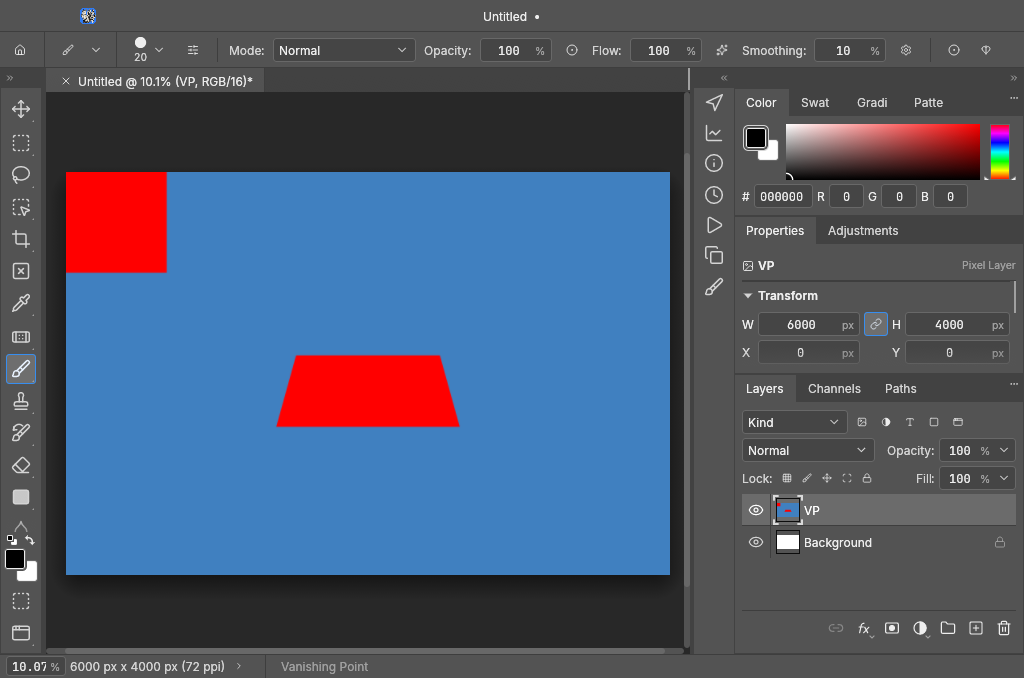 Untitled •
20
Mode: Normal Opacity: 100 % Flow: 100 % Smoothing: 10 %
Untitled @ 10.1% (VP, RGB/16)*
Color Swat Gradi Patte
# 000000 R 0 G 0 B 0
Properties Adjustments
VP Pixel Layer
Transform
W 6000 px H 4000 px
X 0 px Y 0 px
Layers Channels Paths
Kind
Normal Opacity: 100 %
Lock: Fill: 100 %
VP
Background
fx
10.07 % 6000 px x 4000 px (72 ppi) Vanishing Point